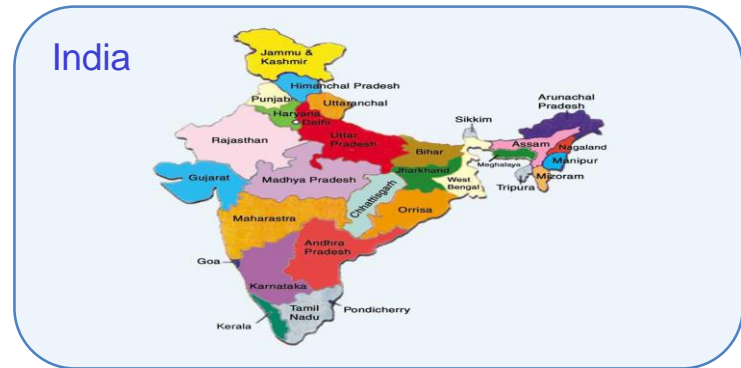 India
Jammu &
Kashmir
Himanchal Pradesh
Punjab
Uttaranchal
Haryana
Delhi
Arunachal
Pradesh
Sikkim
Rajasthan
Uttar
Pradesh
Bihar
Assam
Nagaland
Meghalaya
Manipur
Gujarat
Madhya Pradesh
Jharkhand
West
Bengal
Tripura
Mizoram
Chhattisgarh
Orrisa
Maharastra
Andhra
Pradesh
Goa
Karnataka
Tamil
Nadu
Pondicherry
Kerala